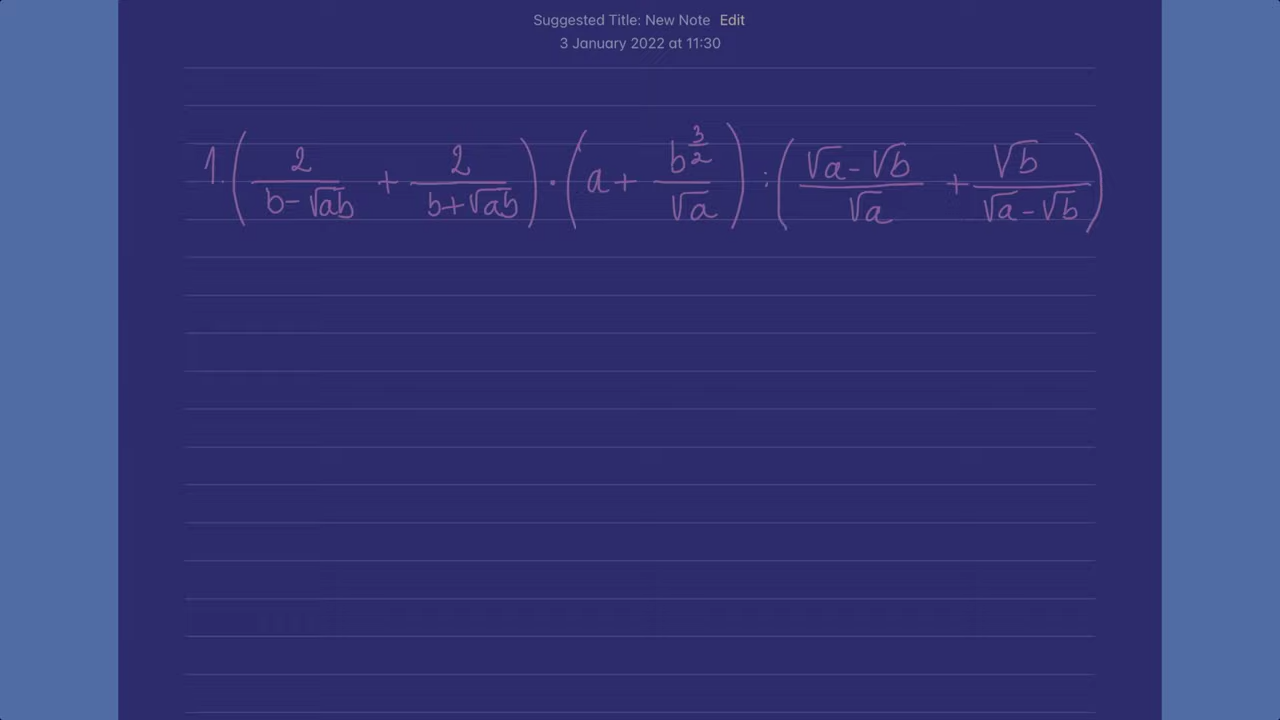 Suggested Title: New Note Edit
3 January 2022 at 11:30
1. (2/(b-√ab) + 2/(b+√ab)) · (a + b^(3/2)/√a) : ((√a-√b)/√a + √b/(√a-√b))